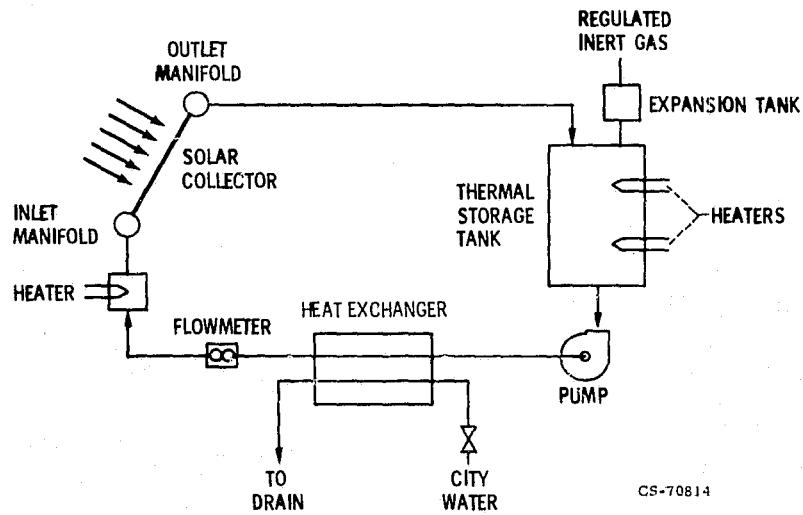 REGULATED
INERT GAS
OUTLET
MANIFOLD
EXPANSION TANK
SOLAR
COLLECTOR
THERMAL
STORAGE
TANK
INLET
MANIFOLD
HEATERS
HEATER
HEAT EXCHANGER
FLOWMETER
PUMP
TO
DRAIN
CITY
WATER
CS-70814